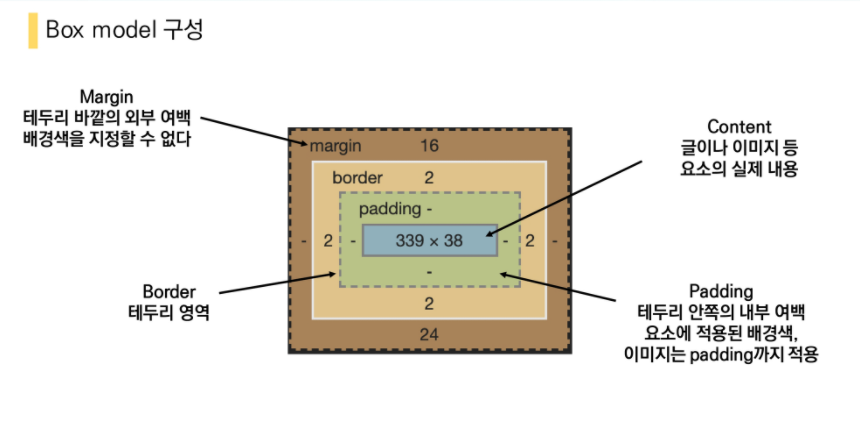 Box model 구성
Margin
테두리 바깥의 외부 여백
배경색을 지정할 수 없다
Content
글이나 이미지 등
요소의 실제 내용
margin 16
border 2
padding -
- 2 - 339 × 38 - 2 -
-
2
24
Border
테두리 영역
Padding
테두리 안쪽의 내부 여백
요소에 적용된 배경색,
이미지는 padding까지 적용